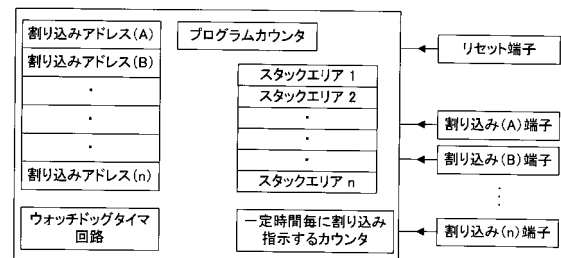 割り込みアドレス(A)
割り込みアドレス(B)
・
・
・
割り込みアドレス(n)
ウォッチドッグタイマ
回路
プログラムカウンタ
スタックエリア 1
スタックエリア 2
・
・
・
スタックエリア n
一定時間毎に割り込み
指示するカウンタ
リセット端子
割り込み(A)端子
割り込み(B)端子
⋮
割り込み(n)端子